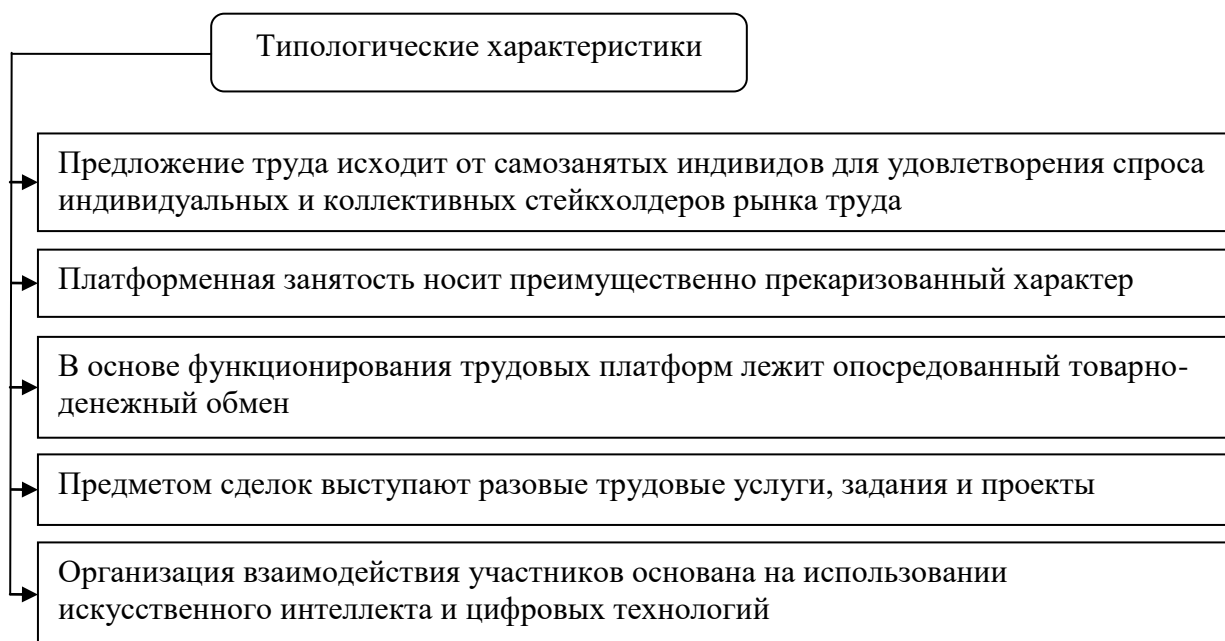 Типологические характеристики
Предложение труда исходит от самозанятых индивидов для удовлетворения спроса
индивидуальных и коллективных стейкхолдеров рынка труда
Платформенная занятость носит преимущественно прекаризованный характер
В основе функционирования трудовых платформ лежит опосредованный товарно-
денежный обмен
Предметом сделок выступают разовые трудовые услуги, задания и проекты
Организация взаимодействия участников основана на использовании
искусственного интеллекта и цифровых технологий